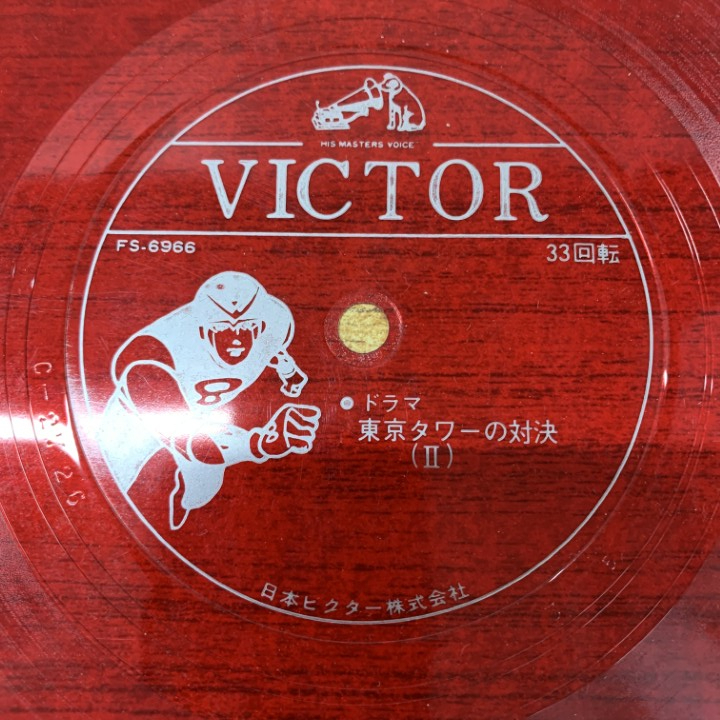 HIS MASTERS VOICE
VICTOR
FS-6966
33回転
8
●ドラマ
東京タワーの対決
(II)
日本ビクター株式会社